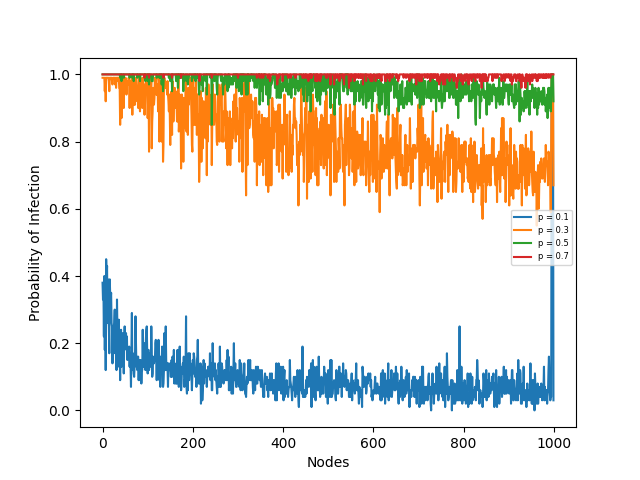 1.0
0.8
0.6
0.4
0.2
0.0
Probability of Infection
0 200 400 600 800 1000
Nodes
p = 0.1
p = 0.3
p = 0.5
p = 0.7